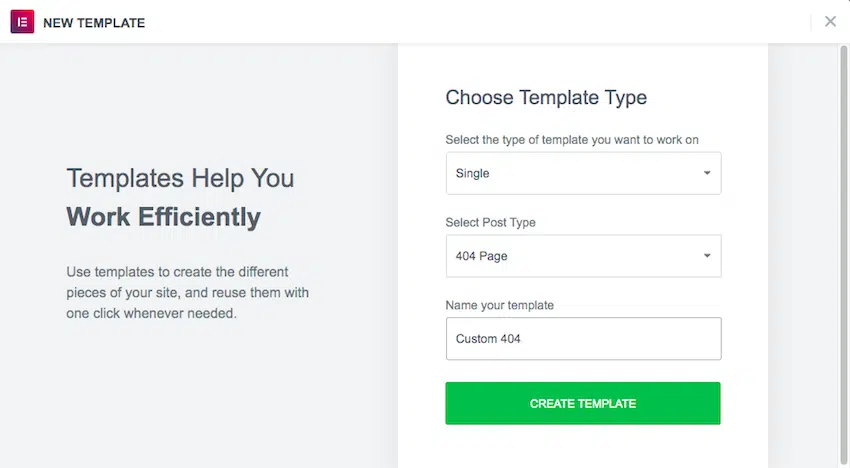 NEW TEMPLATE
Templates Help You
Work Efficiently
Use templates to create the different
pieces of your site, and reuse them with
one click whenever needed.
Choose Template Type
Select the type of template you want to work on
Single
Select Post Type
404 Page
Name your template
Custom 404
CREATE TEMPLATE